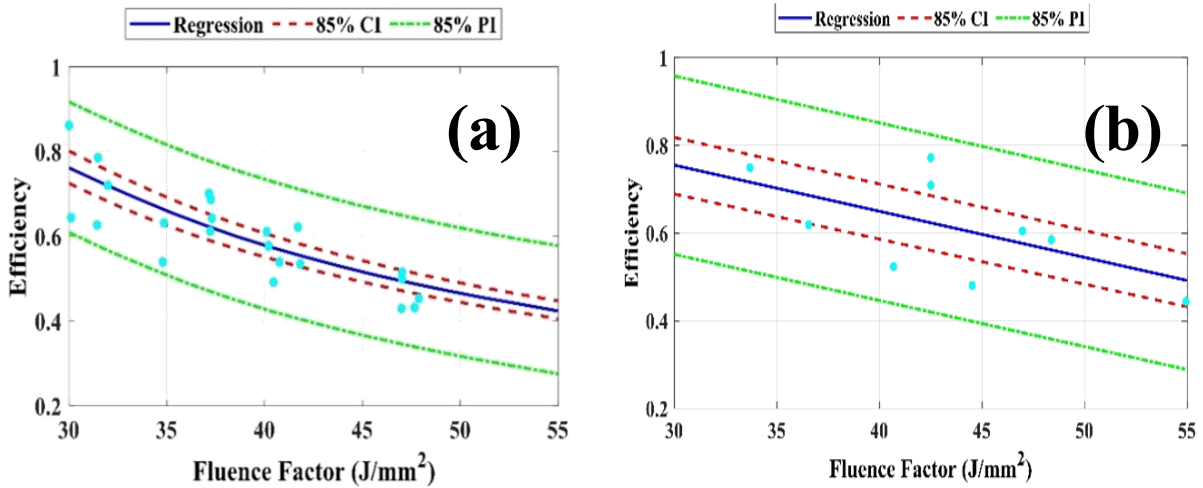 Regression 85% CI 85% PI
(a)
1
0.8
0.6
0.4
0.2
Efficiency
30 35 40 45 50 55
Fluence Factor (J/mm²)
Regression 85% CI 85% PI
(b)
1
0.8
0.6
0.4
0.2
Efficiency
30 35 40 45 50 55
Fluence Factor (J/mm²)